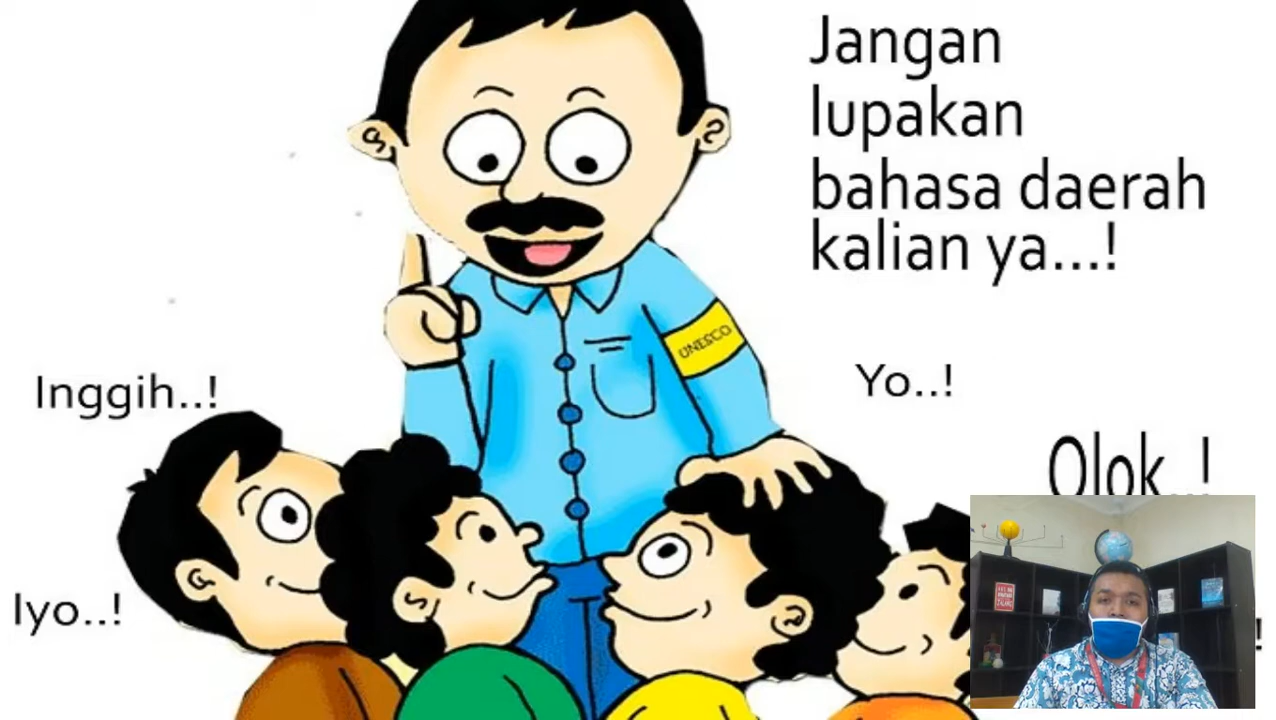 Jangan
lupakan
bahasa daerah
kalian ya...!
UNESCO
Inggih..!
Yo..!
Olok..!
Iyo..!
!